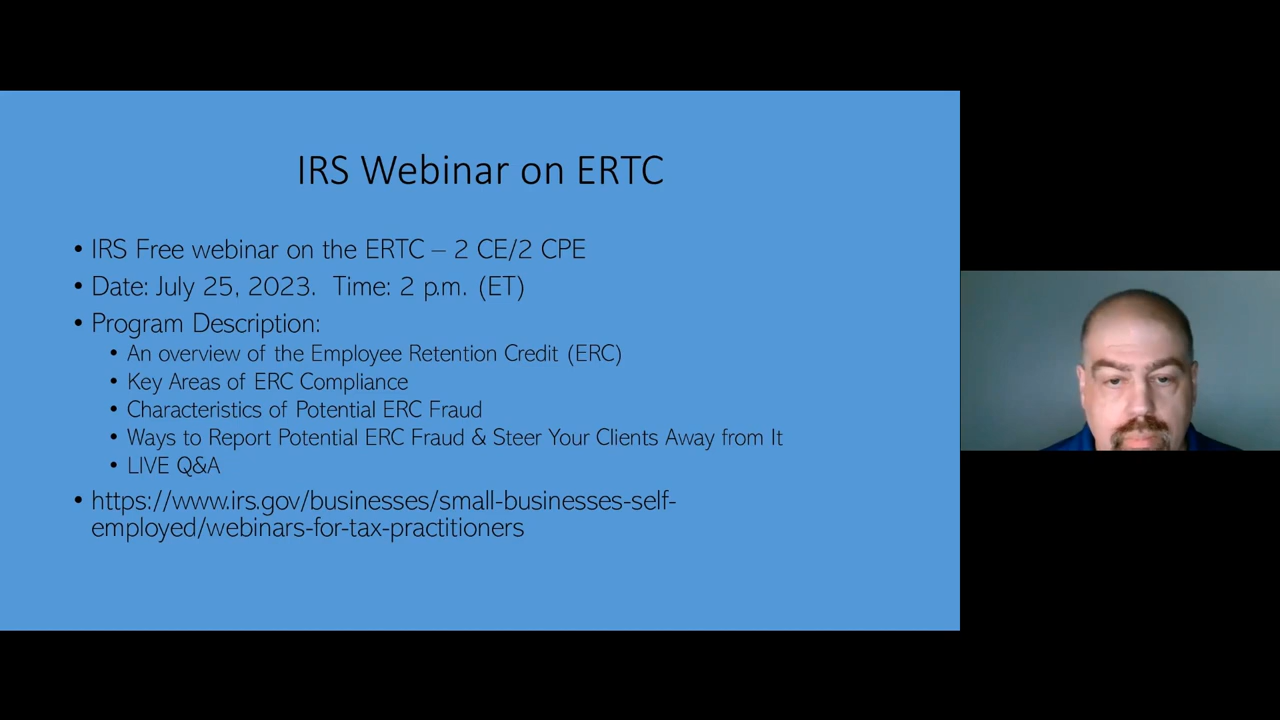 IRS Webinar on ERTC
• IRS Free webinar on the ERTC – 2 CE/2 CPE
• Date: July 25, 2023.  Time: 2 p.m. (ET)
• Program Description:
• An overview of the Employee Retention Credit (ERC)
• Key Areas of ERC Compliance
• Characteristics of Potential ERC Fraud
• Ways to Report Potential ERC Fraud & Steer Your Clients Away from It
• LIVE Q&A
• https://www.irs.gov/businesses/small-businesses-self-
employed/webinars-for-tax-practitioners